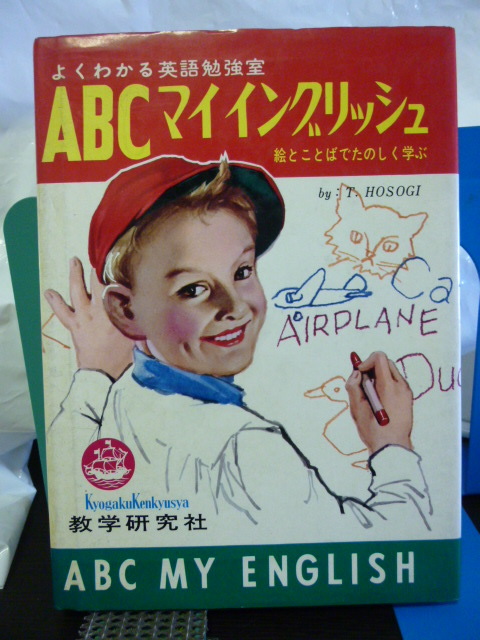 よくわかる英語勉強室
ABCマイイングリッシュ
絵とことばでたのしく学ぶ
by : T. HOSOGI
Ca
AIRPLANE
Duc
KyogakuKenkyusya
教学研究社
ABC MY ENGLISH